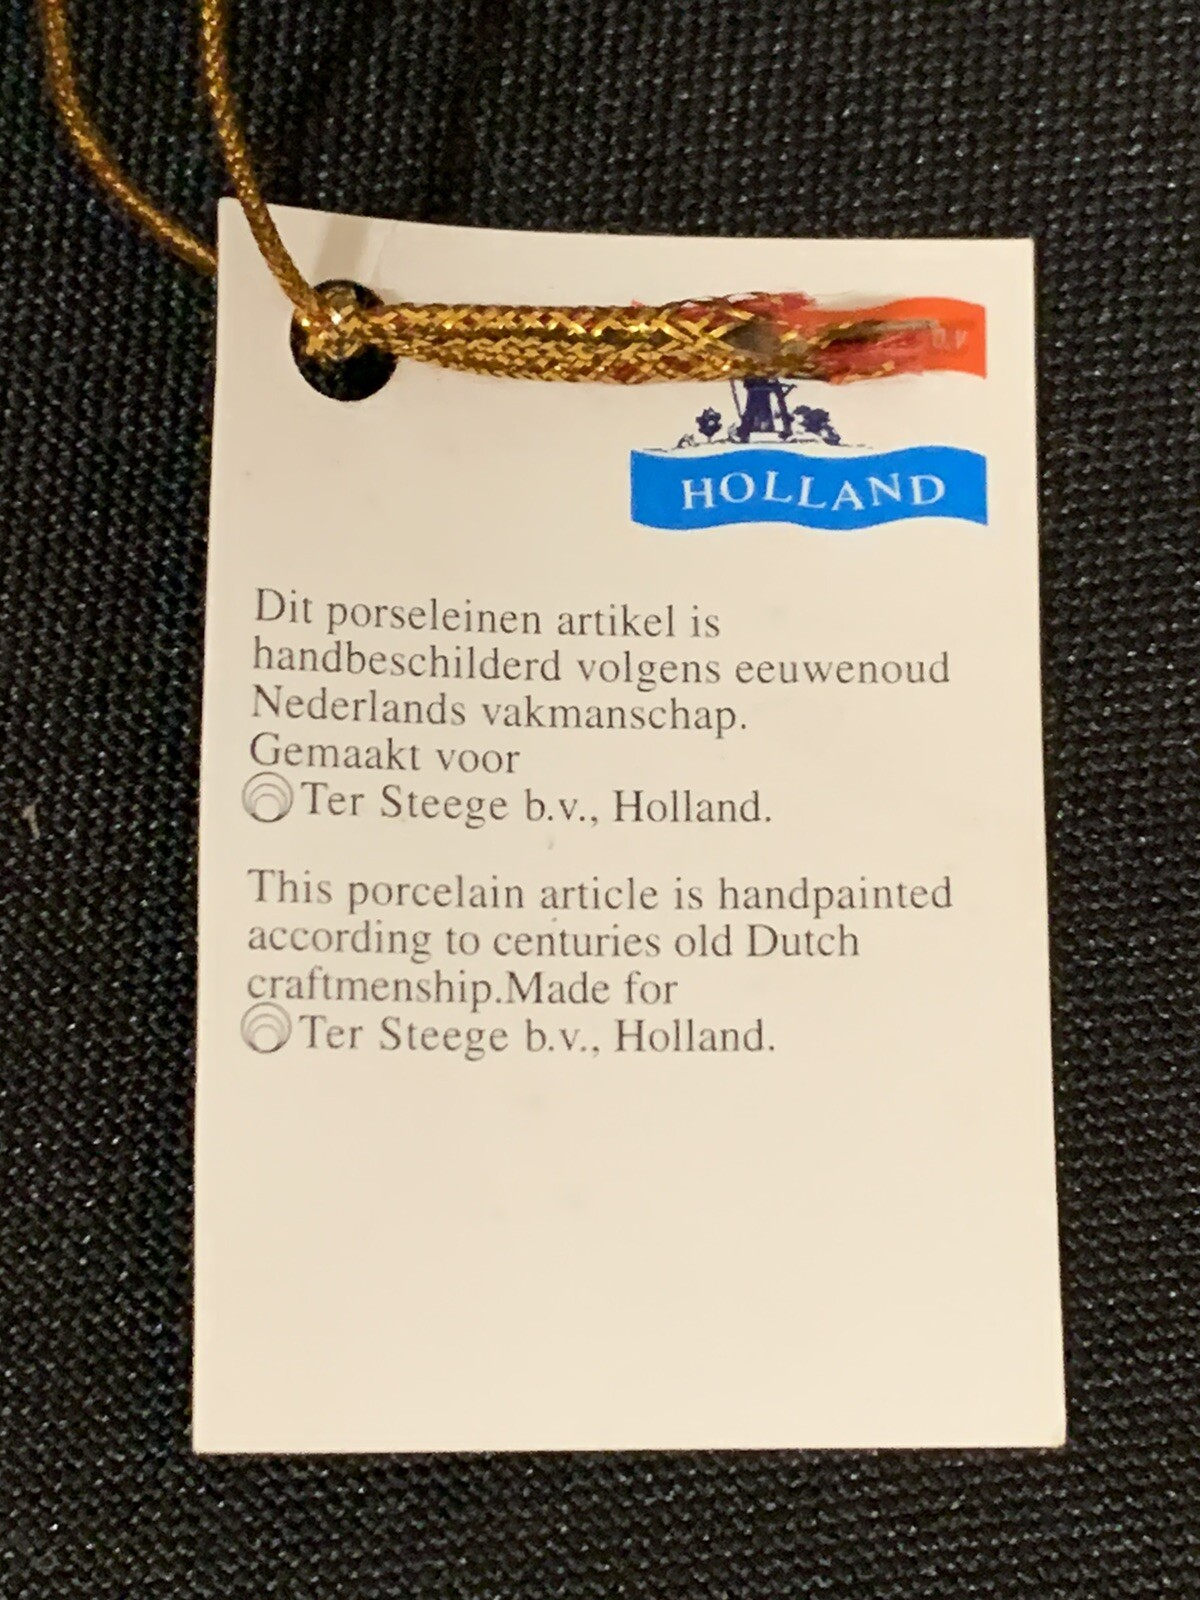 B.V
HOLLAND
Dit porseleinen artikel is
handbeschilderd volgens eeuwenoud
Nederlands vakmanschap.
Gemaakt voor
Ter Steege b.v., Holland.
This porcelain article is handpainted
according to centuries old Dutch
craftmenship.Made for
Ter Steege b.v., Holland.